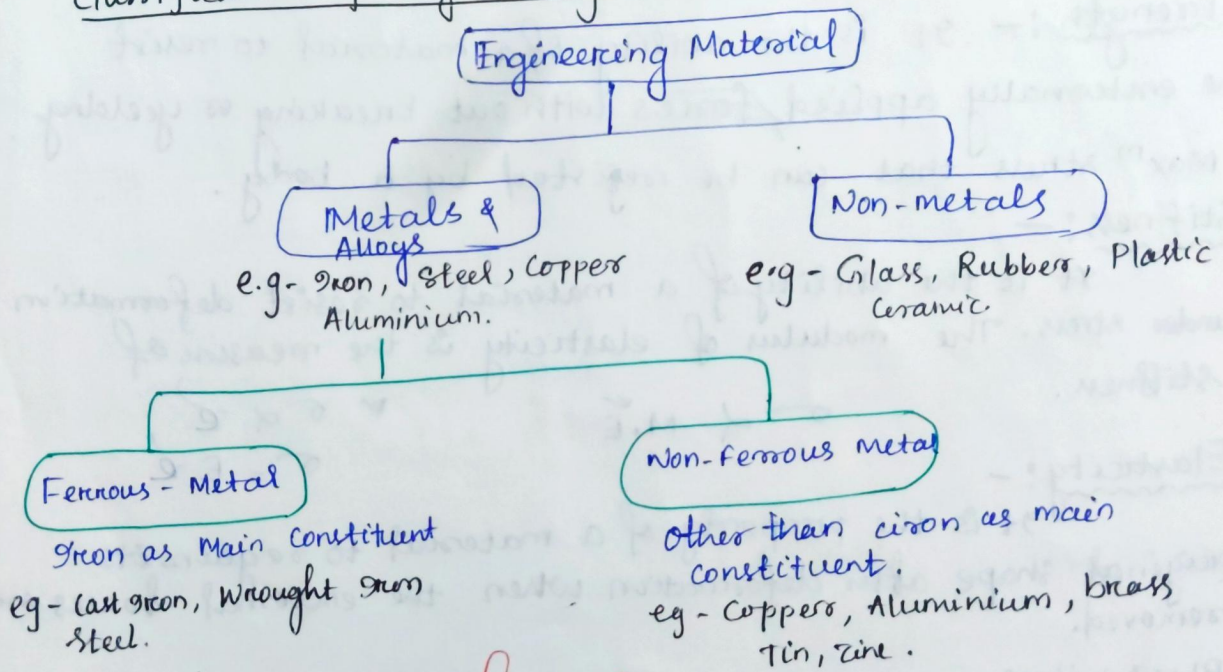 Engineering Material
Metals &
Alloys
Non-metals
e.g- Iron, Steel, Copper
Aluminium.
e.g - Glass, Rubber, Plastic
Ceramic
Ferrous - Metal
Non-Ferrous Metal
Iron as Main constituent
eg - Cast iron, Wrought iron
Steel.
Other than iron as main
constituent,
eg - Copper, Aluminium, brass
Tin, zinc.